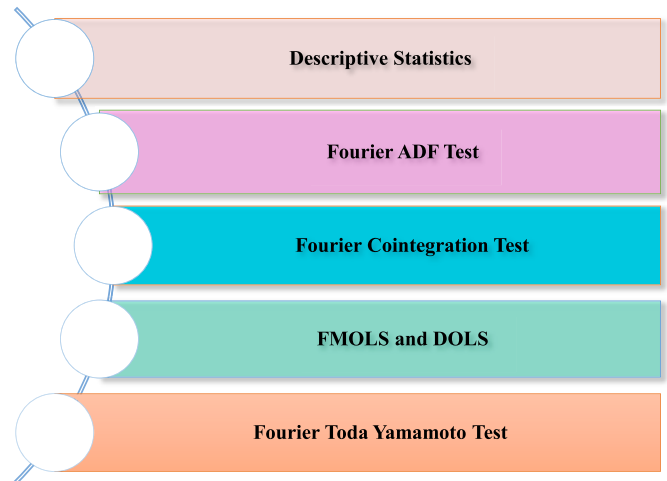 Descriptive Statistics
Fourier ADF Test
Fourier Cointegration Test
FMOLS and DOLS
Fourier Toda Yamamoto Test